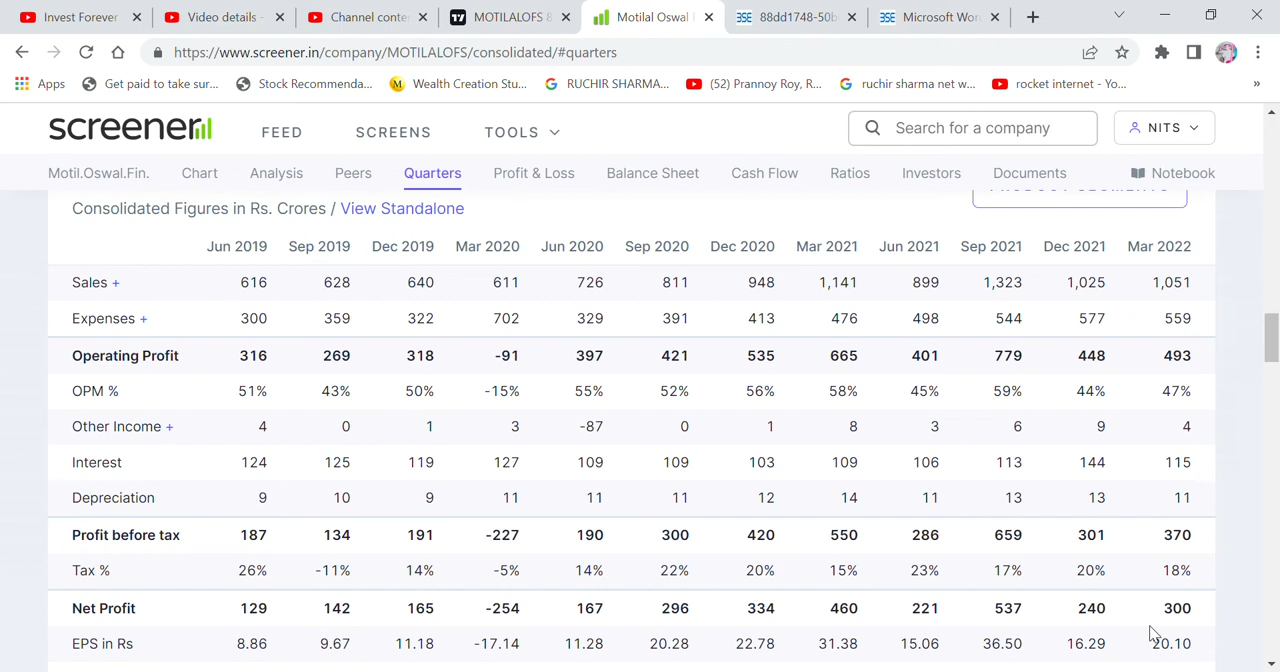 Invest Forever
Video details -
Channel conte
MOTILALOFS 8
Motilal Oswal
88dd1748-50b
Microsoft Wor
https://www.screener.in/company/MOTILALOFS/consolidated/#quarters
Apps Get paid to take sur... Stock Recommenda... Wealth Creation Stu... RUCHIR SHARMA... (52) Prannoy Roy, R... ruchir sharma net w... rocket internet - Yo... »
screener FEED SCREENS TOOLS Search for a company NITS
Motil.Oswal.Fin. Chart Analysis Peers Quarters Profit & Loss Balance Sheet Cash Flow Ratios Investors Documents Notebook
PRODUCT SEGMENTS
Consolidated Figures in Rs. Crores / View Standalone
Jun 2019 Sep 2019 Dec 2019 Mar 2020 Jun 2020 Sep 2020 Dec 2020 Mar 2021 Jun 2021 Sep 2021 Dec 2021 Mar 2022
Sales + 616 628 640 611 726 811 948 1,141 899 1,323 1,025 1,051
Expenses + 300 359 322 702 329 391 413 476 498 544 577 559
Operating Profit 316 269 318 -91 397 421 535 665 401 779 448 493
OPM % 51% 43% 50% -15% 55% 52% 56% 58% 45% 59% 44% 47%
Other Income + 4 0 1 3 -87 0 1 8 3 6 9 4
Interest 124 125 119 127 109 109 103 109 106 113 144 115
Depreciation 9 10 9 11 11 11 12 14 11 13 13 11
Profit before tax 187 134 191 -227 190 300 420 550 286 659 301 370
Tax % 26% -11% 14% -5% 14% 22% 20% 15% 23% 17% 20% 18%
Net Profit 129 142 165 -254 167 296 334 460 221 537 240 300
EPS in Rs 8.86 9.67 11.18 -17.14 11.28 20.28 22.78 31.38 15.06 36.50 16.29 20.10